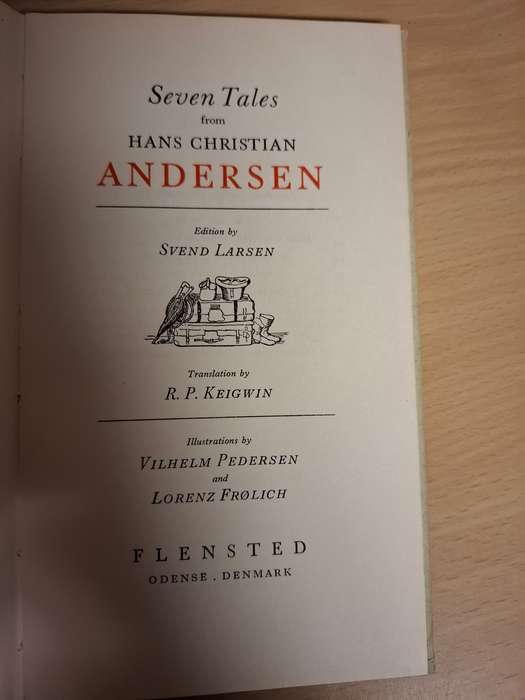 Seven Tales
from
HANS CHRISTIAN
ANDERSEN
Edition by
SVEND LARSEN
Translation by
R. P. KEIGWIN
Illustrations by
VILHELM PEDERSEN
and
LORENZ FRØLICH
FLENSTED
ODENSE . DENMARK